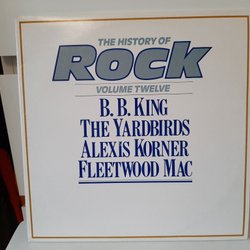 THE HISTORY OF
Rock
VOLUME TWELVE
B. B. KING
THE YARDBIRDS
ALEXIS KORNER
FLEETWOOD MAC